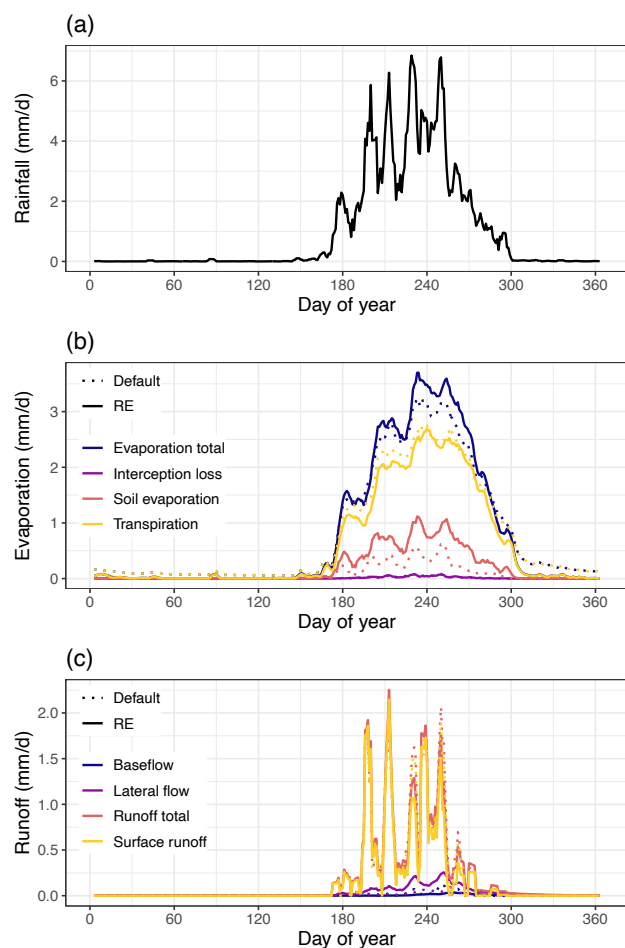 (a)
Rainfall (mm/d)
6
4
2
0
0 60 120 180 240 300 360
Day of year
(b)
Evaporation (mm/d)
3
2
1
0
Default
RE
Evaporation total
Interception loss
Soil evaporation
Transpiration
0 60 120 180 240 300 360
Day of year
(c)
Runoff (mm/d)
2.0
1.5
1.0
0.5
0.0
Default
RE
Baseflow
Lateral flow
Runoff total
Surface runoff
0 60 120 180 240 300 360
Day of year